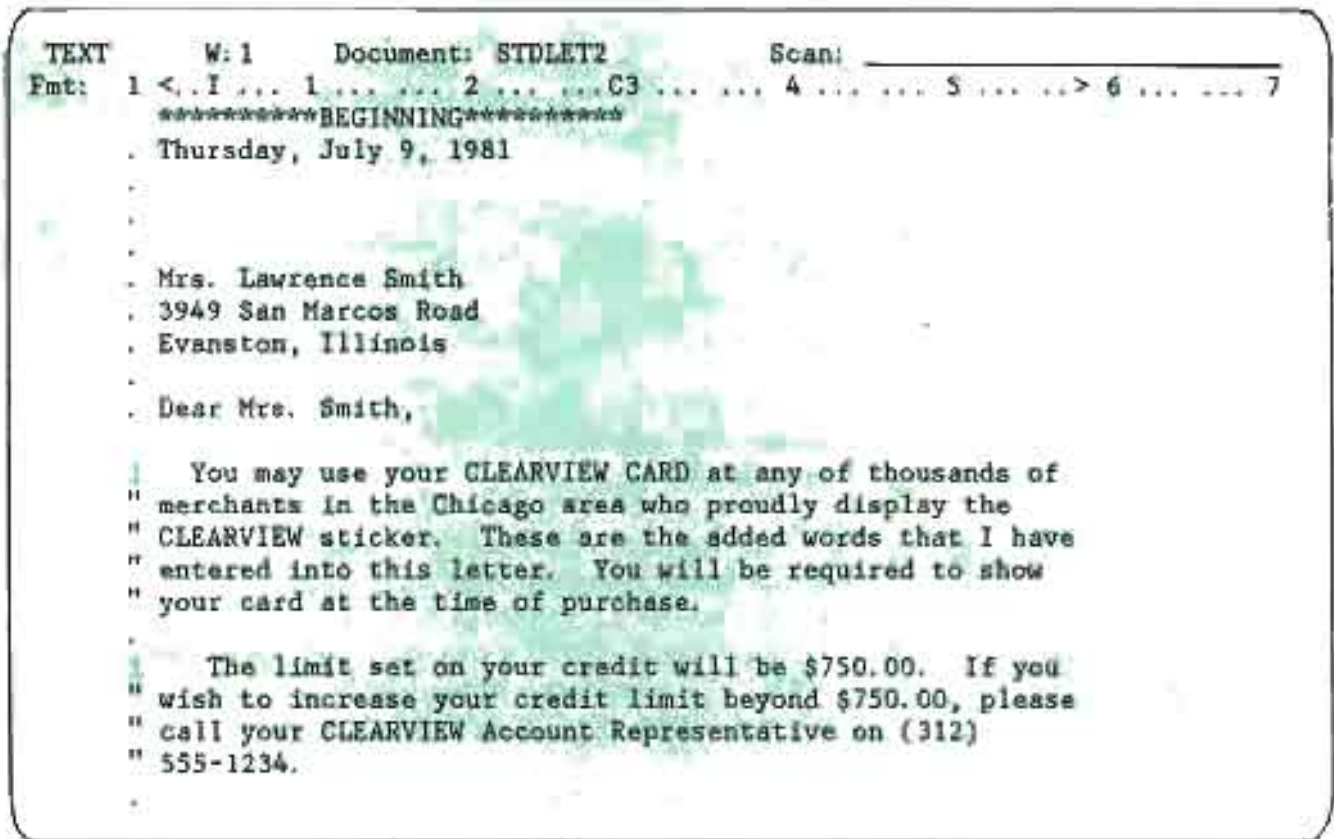 TEXT W: 1 Document: STDLET2 Scan:
Fmt: 1 <..I ... 1 ... ... 2 ... ...C3 ... ... 4 ... ... 5 ... ..> 6 ... ... 7
**********BEGINNING**********
. Thursday, July 9, 1981
.
.
.
. Mrs. Lawrence Smith
. 3949 San Marcos Road
. Evanston, Illinois
.
. Dear Mrs. Smith,
1 You may use your CLEARVIEW CARD at any of thousands of
" merchants in the Chicago area who proudly display the
" CLEARVIEW sticker. These are the added words that I have
" entered into this letter. You will be required to show
" your card at the time of purchase.
.
1 The limit set on your credit will be $750.00. If you
" wish to increase your credit limit beyond $750.00, please
" call your CLEARVIEW Account Representative on (312)
" 555-1234.
.